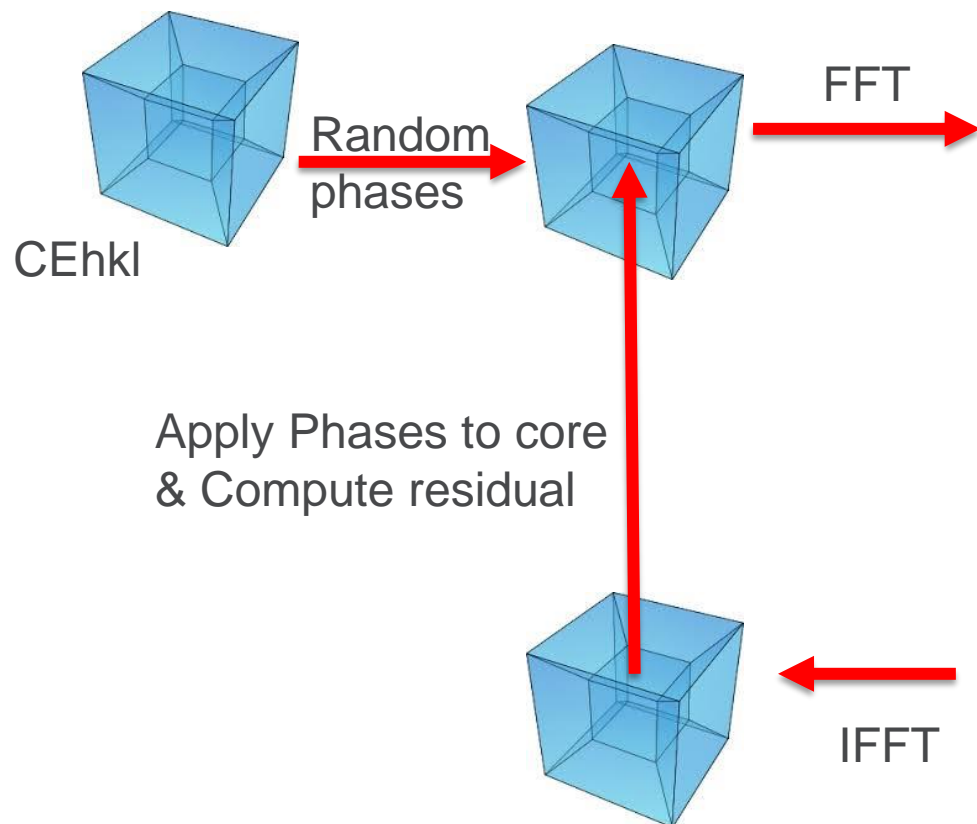 FFT
Random
phases
CEhkl
Apply Phases to core
& Compute residual
IFFT